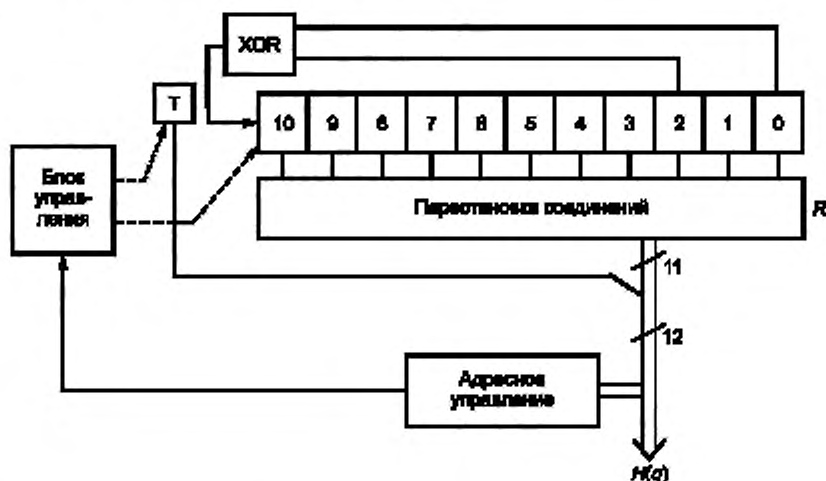 XOR
T
10 9 8 7 6 5 4 3 2 1 0
Блок
управ-
ления
Перестановка соединений
R
11
12
Адресное
управление
H(q)